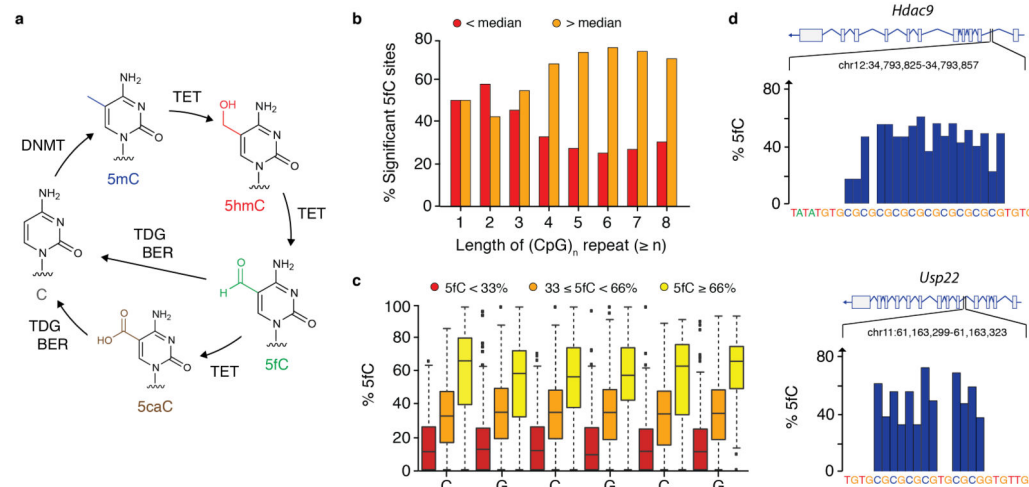 a
NH₂
N
N
O
5mC
TET
OH
NH₂
N
N
O
5hmC
DNMT
TET
NH₂
N
N
O
C
TDG
BER
O
H
NH₂
N
N
O
5fC
TDG
BER
O
HO
NH₂
N
N
O
5caC
TET
b
< median
> median
% Significant 5fC sites
80
60
40
20
0
1 2 3 4 5 6 7 8
Length of (CpG)n repeat (≥ n)
c
5fC < 33%
33 ≤ 5fC < 66%
5fC ≥ 66%
% 5fC
100
80
60
40
20
0
C G C G C G
d
Hdac9
chr12:34,793,825-34,793,857
% 5fC
80
40
0
TATATGTGCGCGCGCGCGCGCGCGCGCGTGTG
Usp22
chr11:61,163,299-61,163,323
% 5fC
80
40
0
TGTGCGCGCGCGTGCGCGGTGTTG